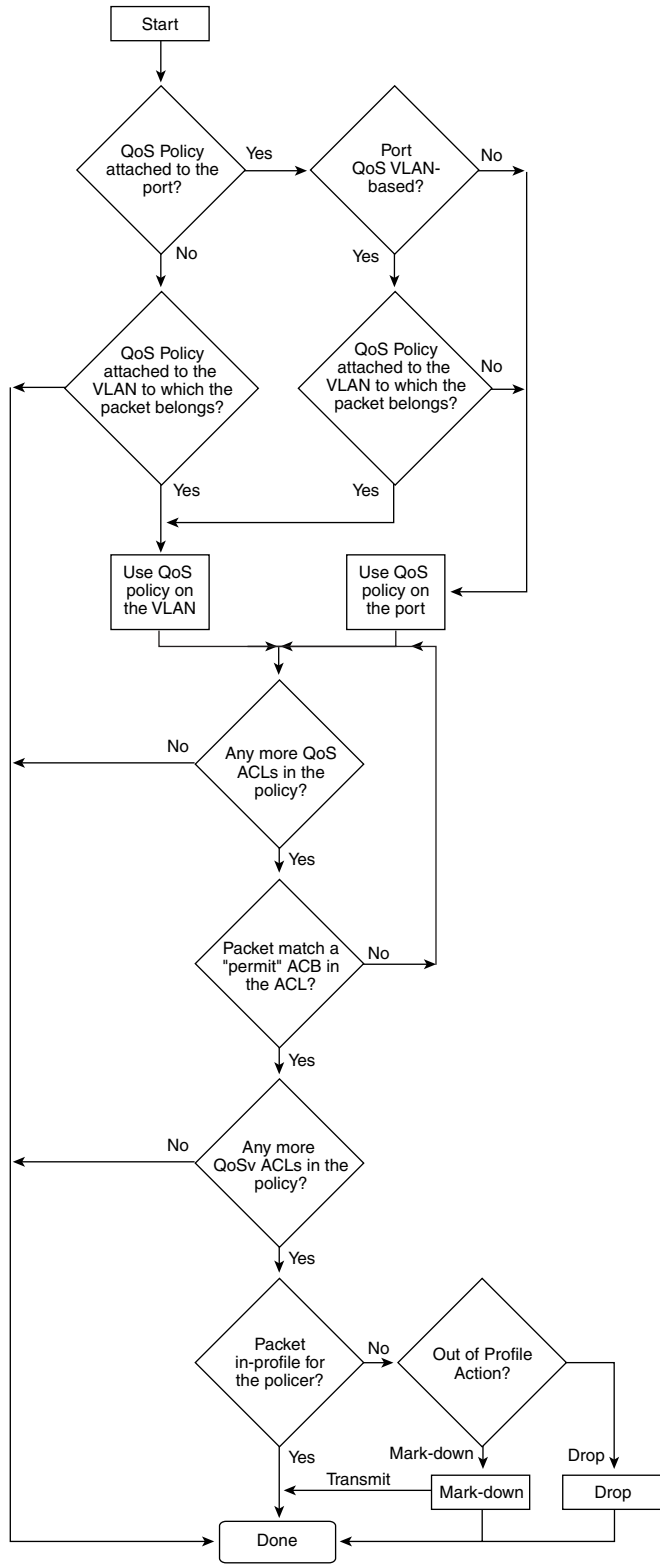 Start
QoS Policy
attached to the
port?
Yes
Port
QoS VLAN-
based?
No
No
Yes
QoS Policy
attached to the
VLAN to which the
packet belongs?
QoS Policy
attached to the
VLAN to which the
packet belongs?
No
Yes
Yes
Use QoS
policy on
the VLAN
Use QoS
policy on
the port
No
Any more QoS
ACLs in the
policy?
Yes
Packet match a
"permit" ACB in
the ACL?
No
Yes
No
Any more
QoSv ACLs in the
policy?
Yes
Packet
in-profile for
the policer?
No
Out of Profile
Action?
Yes
Mark-down
Drop
Transmit
Mark-down
Drop
Done